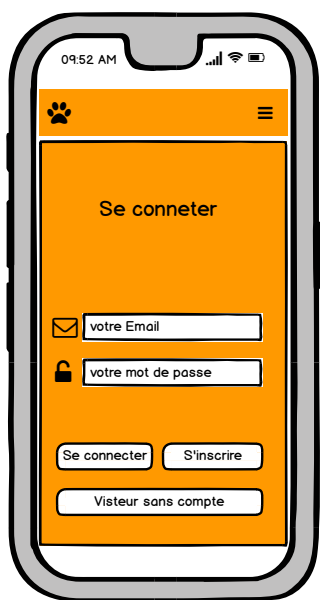 09:52 AM
Se conneter
votre Email
votre mot de passe
Se connecter
S'inscrire
Visteur sans compte